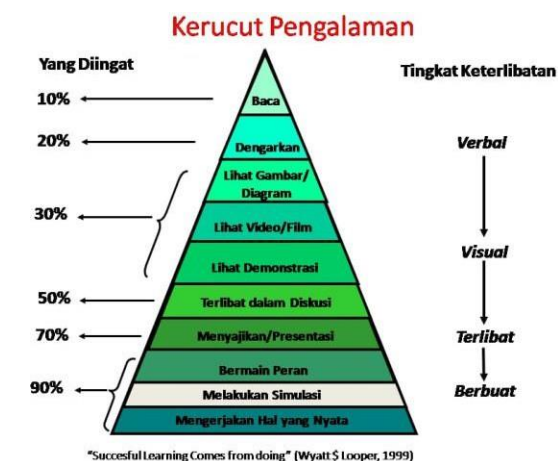 Kerucut Pengalaman
Yang Diingat
Tingkat Keterlibatan
10%
Baca
20%
Dengarkan
Verbal
Lihat Gambar/
Diagram
30%
Lihat Video/Film
Visual
Lihat Demonstrasi
50%
Terlibat dalam Diskusi
70%
Menyajikan/Presentasi
Terlibat
Bermain Peran
90%
Melakukan Simulasi
Berbuat
Mengerjakan Hal yang Nyata
"Succesful Learning Comes from doing" (Wyatt $ Looper, 1999)